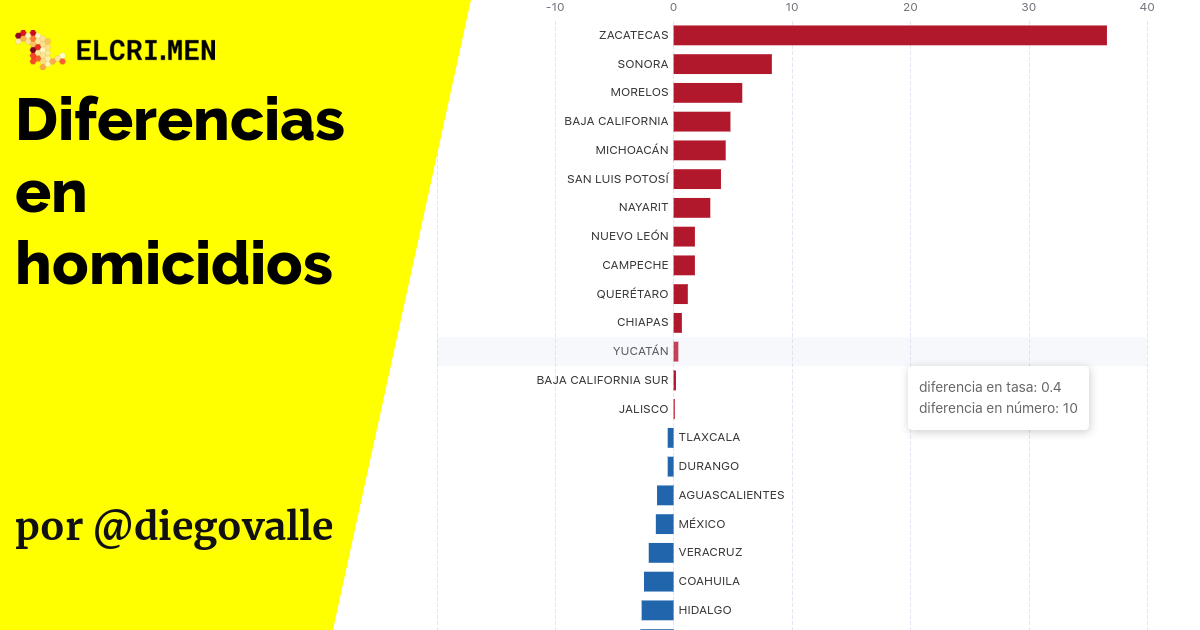 ELCRI.MEN
Diferencias
en
homicidios
por @diegovalle
-10 0 10 20 30 40
ZACATECAS
SONORA
MORELOS
BAJA CALIFORNIA
MICHOACÁN
SAN LUIS POTOSÍ
NAYARIT
NUEVO LEÓN
CAMPECHE
QUERÉTARO
CHIAPAS
YUCATÁN
BAJA CALIFORNIA SUR
diferencia en tasa: 0.4
diferencia en número: 10
JALISCO
TLAXCALA
DURANGO
AGUASCALIENTES
MÉXICO
VERACRUZ
COAHUILA
HIDALGO